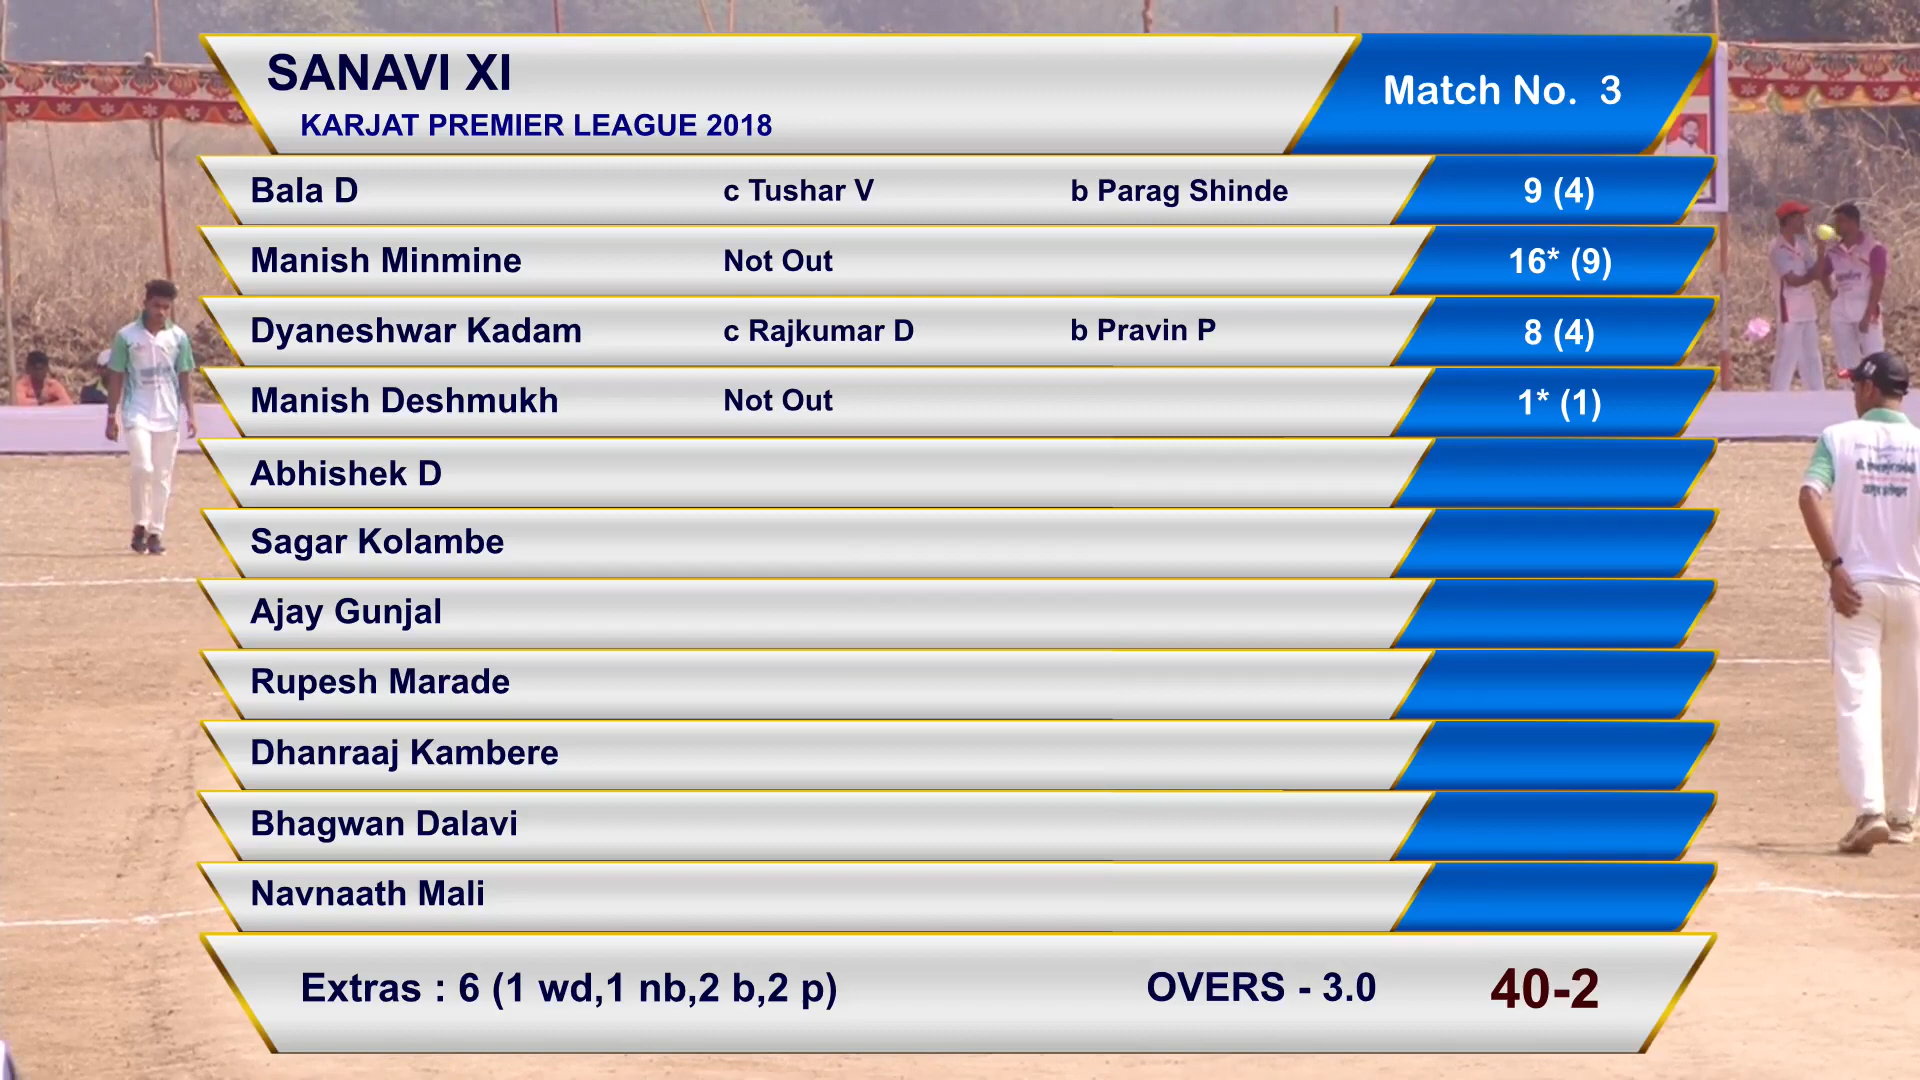 SANAVI XI
KARJAT PREMIER LEAGUE 2018
Match No. 3
Bala D c Tushar V b Parag Shinde 9 (4)
Manish Minmine Not Out 16* (9)
Dyaneshwar Kadam c Rajkumar D b Pravin P 8 (4)
Manish Deshmukh Not Out 1* (1)
Abhishek D
Sagar Kolambe
Ajay Gunjal
Rupesh Marade
Dhanraaj Kambere
Bhagwan Dalavi
Navnaath Mali
Extras : 6 (1 wd,1 nb,2 b,2 p) OVERS - 3.0 40-2